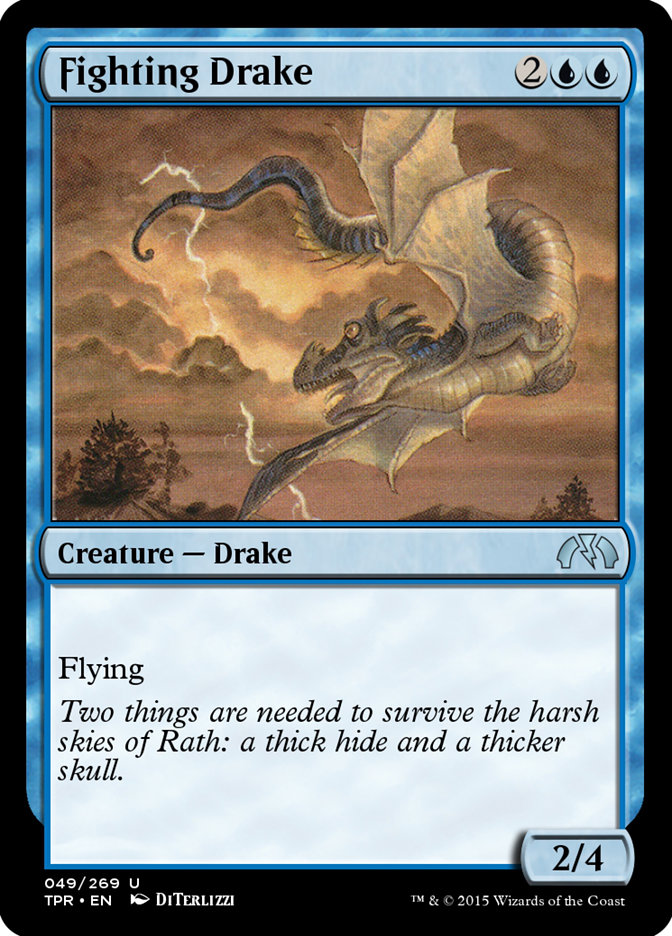 Fighting Drake 2
Creature — Drake
Flying
Two things are needed to survive the harsh
skies of Rath: a thick hide and a thicker
skull.
2/4
049/269 U
TPR • EN DiTerlizzi
™ & © 2015 Wizards of the Coast